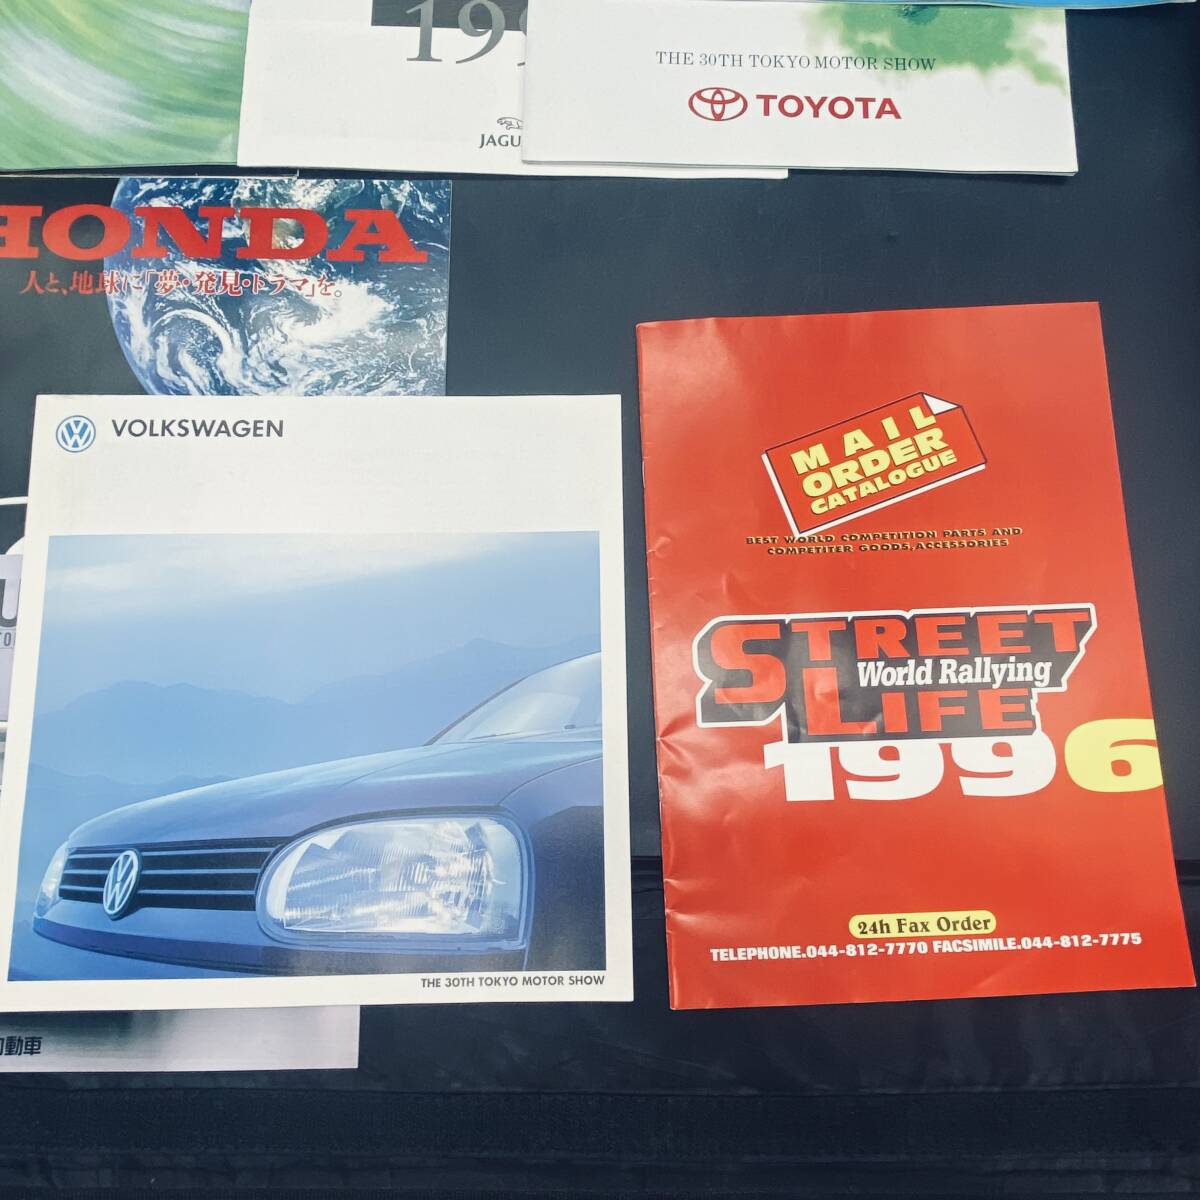 THE 30TH TOKYO MOTOR SHOW
TOYOTA
HONDA
人と、地球に「夢・発見・ドラマ」を。
VOLKSWAGEN
THE 30TH TOKYO MOTOR SHOW
動車
MAIL
ORDER
CATALOGUE
BEST WORLD COMPETITION PARTS AND
COMPETITER GOODS,ACCESSORIES
STREET
World Rallying
LIFE
1996
24h Fax Order
TELEPHONE.044-812-7770 FACSIMILE.044-812-7775